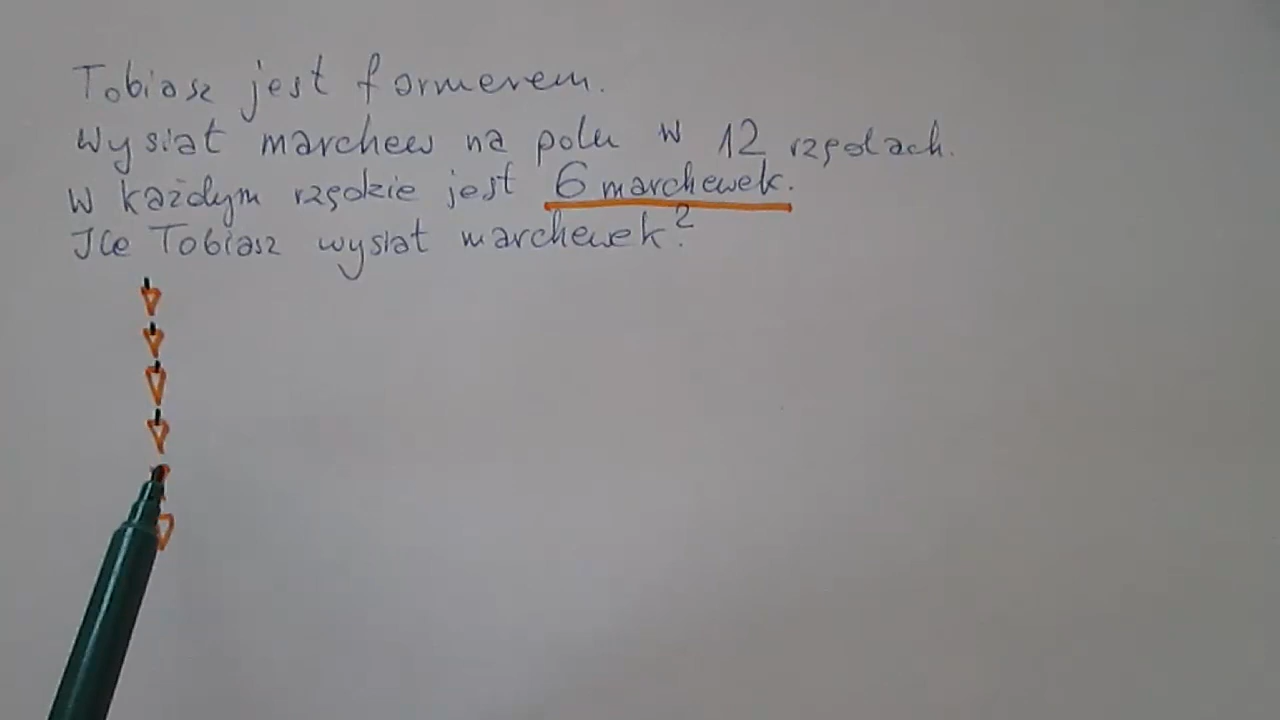 Tobiasz jest farmerem.
Wysiał marchew na polu w 12 rzędach.
W każdym rzędzie jest 6 marchewek.
Ile Tobiasz wysiał marchewek?